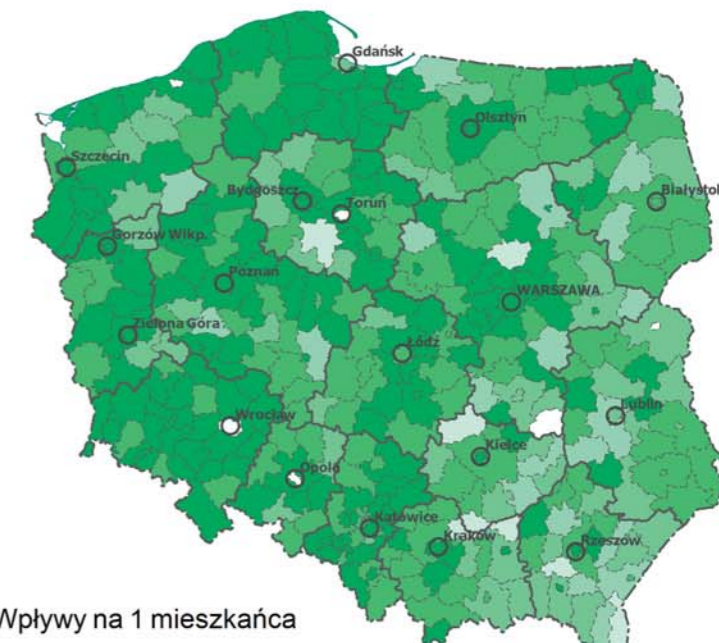 Gdańsk
Olsztyn
Szczecin
Białystok
Bydgoszcz
Toruń
Gorzów Wlkp.
Poznań
WARSZAWA
Zielona Góra
Łódź
Wrocław
Lublin
Kielce
Opole
Katowice
Kraków
Rzeszów
Wpływy na 1 mieszkańca